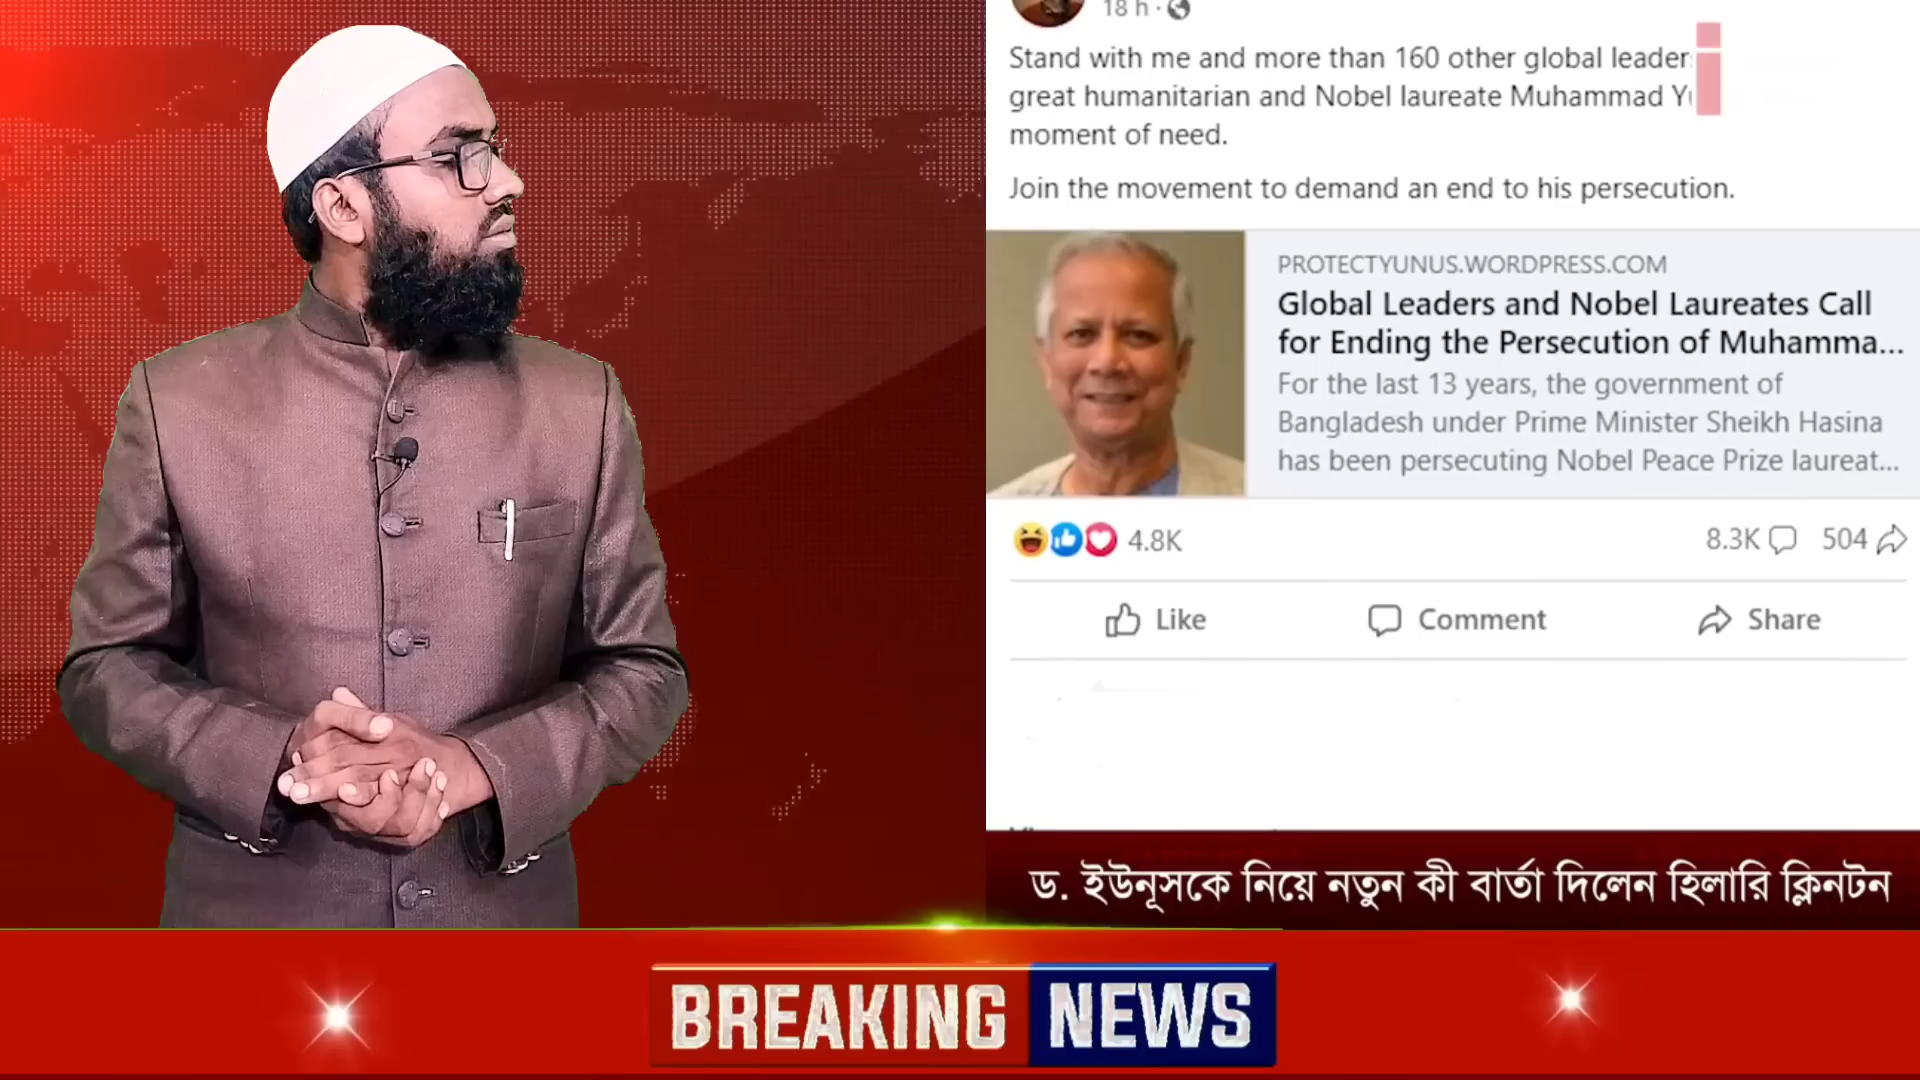 18 h
Stand with me and more than 160 other global leader
great humanitarian and Nobel laureate Muhammad
moment of need.
Join the movement to demand an end to his persecution.
PROTECTYUNUS.WORDPRESS.COM
Global Leaders and Nobel Laureates Call
for Ending the Persecution of Muhamma...
For the last 13 years, the government of
Bangladesh under Prime Minister Sheikh Hasina
has been persecuting Nobel Peace Prize laureat...
4.8K 8.3K 504
Like Comment Share
ড. ইউনূসকে নিয়ে নতুন কী বার্তা দিলেন হিলারি ক্লিনটন
BREAKING NEWS